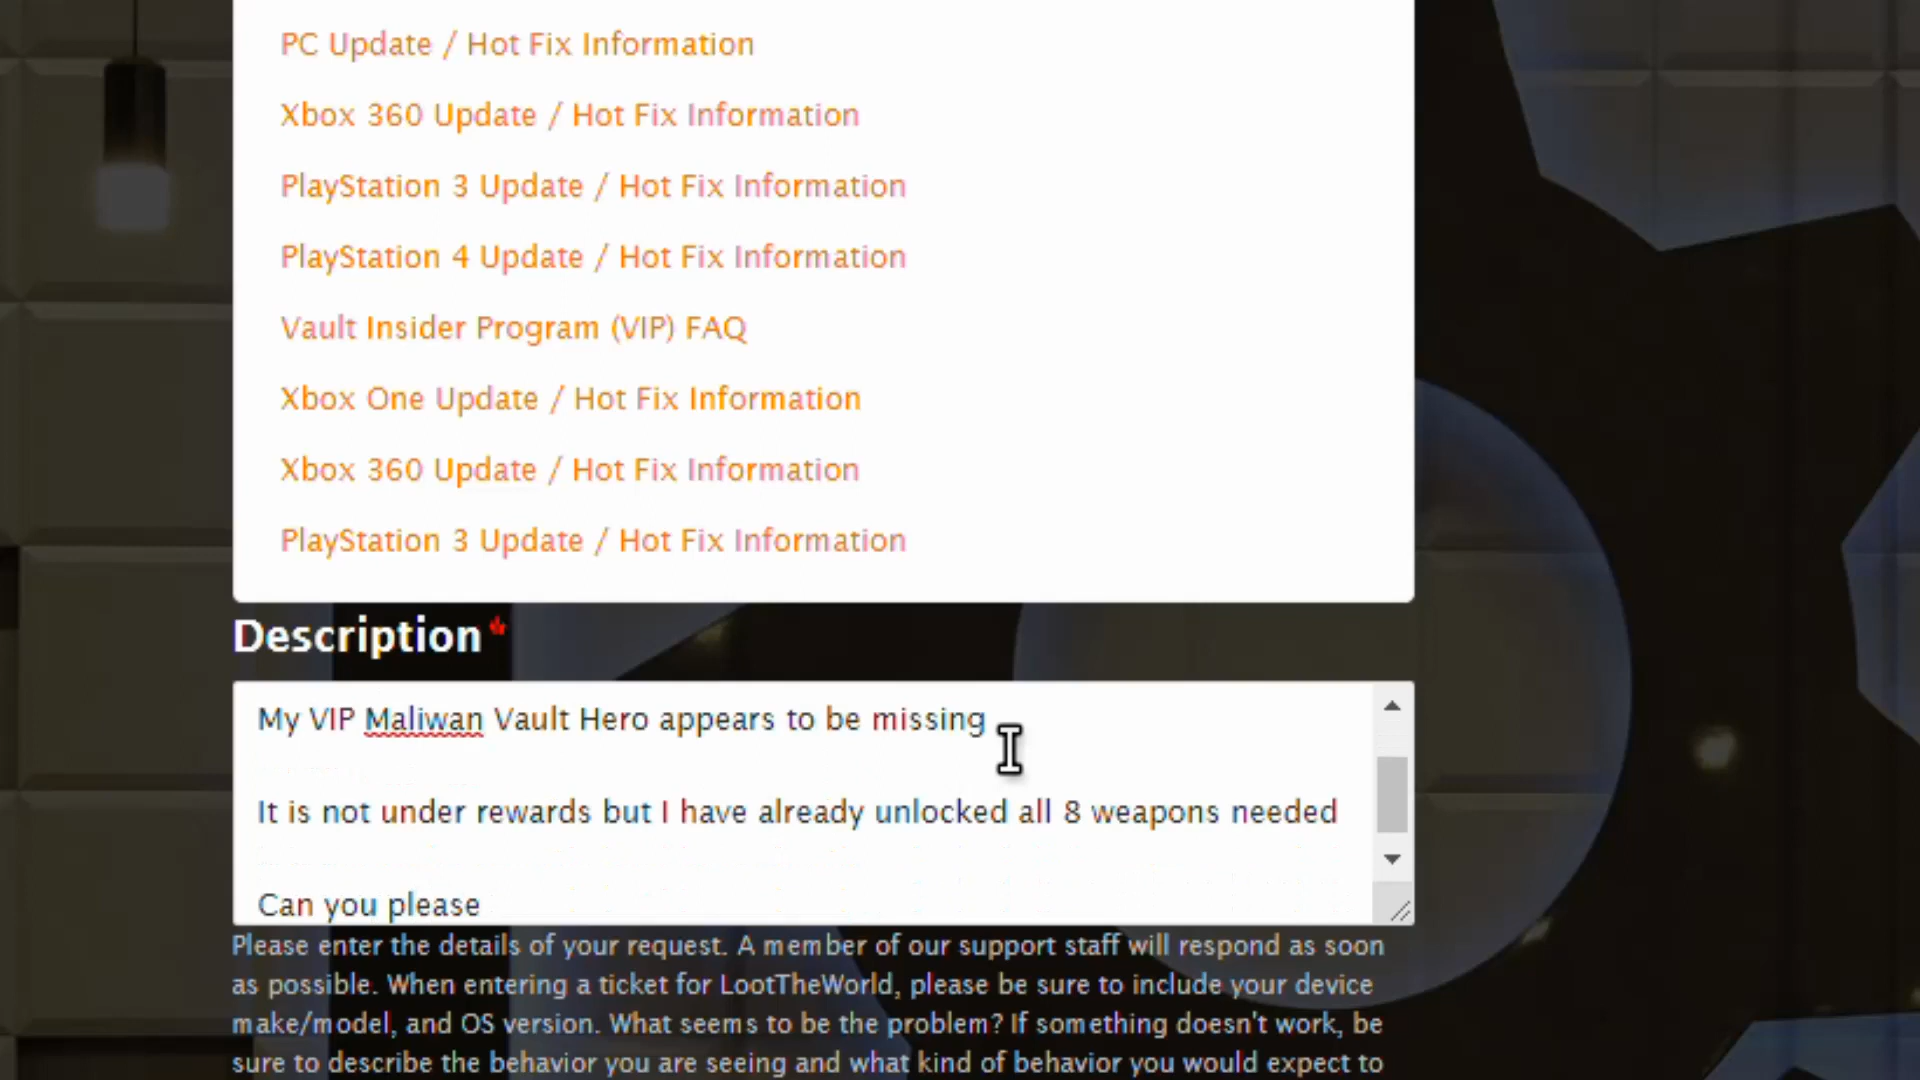 PC Update / Hot Fix Information
Xbox 360 Update / Hot Fix Information
PlayStation 3 Update / Hot Fix Information
PlayStation 4 Update / Hot Fix Information
Vault Insider Program (VIP) FAQ
Xbox One Update / Hot Fix Information
Xbox 360 Update / Hot Fix Information
PlayStation 3 Update / Hot Fix Information
Description*
My VIP Maliwan Vault Hero appears to be missing
It is not under rewards but I have already unlocked all 8 weapons needed
Can you please
Please enter the details of your request. A member of our support staff will respond as soon
as possible. When entering a ticket for LootTheWorld, please be sure to include your device
make/model, and OS version. What seems to be the problem? If something doesn't work, be
sure to describe the behavior you are seeing and what kind of behavior you would expect to